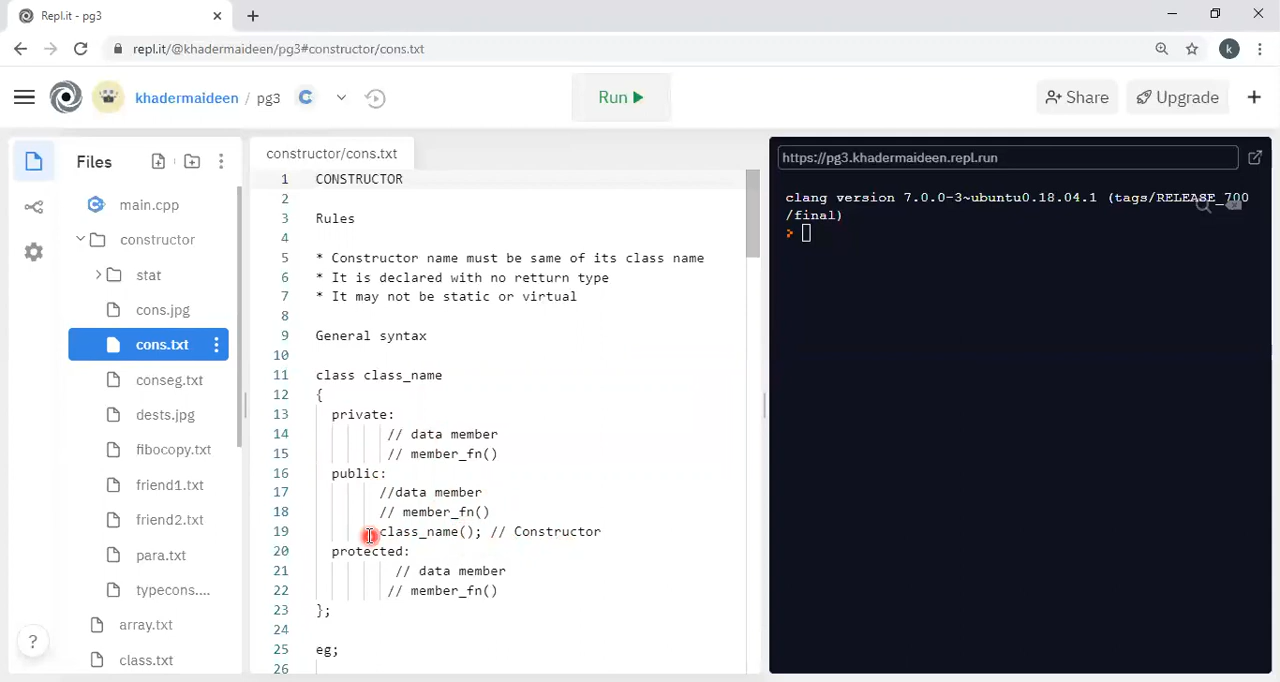 Repl.it - pg3
repl.it/@khadermaideen/pg3#constructor/cons.txt
k
khadermaideen / pg3
Run
Share
Upgrade
Files
main.cpp
constructor
stat
cons.jpg
cons.txt
conseg.txt
dests.jpg
fibocopy.txt
friend1.txt
friend2.txt
para.txt
typecons....
array.txt
class.txt
?
constructor/cons.txt
1 CONSTRUCTOR
2
3 Rules
4
5 * Constructor name must be same of its class name
6 * It is declared with no retturn type
7 * It may not be static or virtual
8
9 General syntax
10
11 class class_name
12 {
13 private:
14 // data member
15 // member_fn()
16 public:
17 //data member
18 // member_fn()
19 class_name(); // Constructor
20 protected:
21 // data member
22 // member_fn()
23 };
24
25 eg;
26
https://pg3.khadermaideen.repl.run
clang version 7.0.0-3~ubuntu0.18.04.1 (tags/RELEASE_700
/final)
>